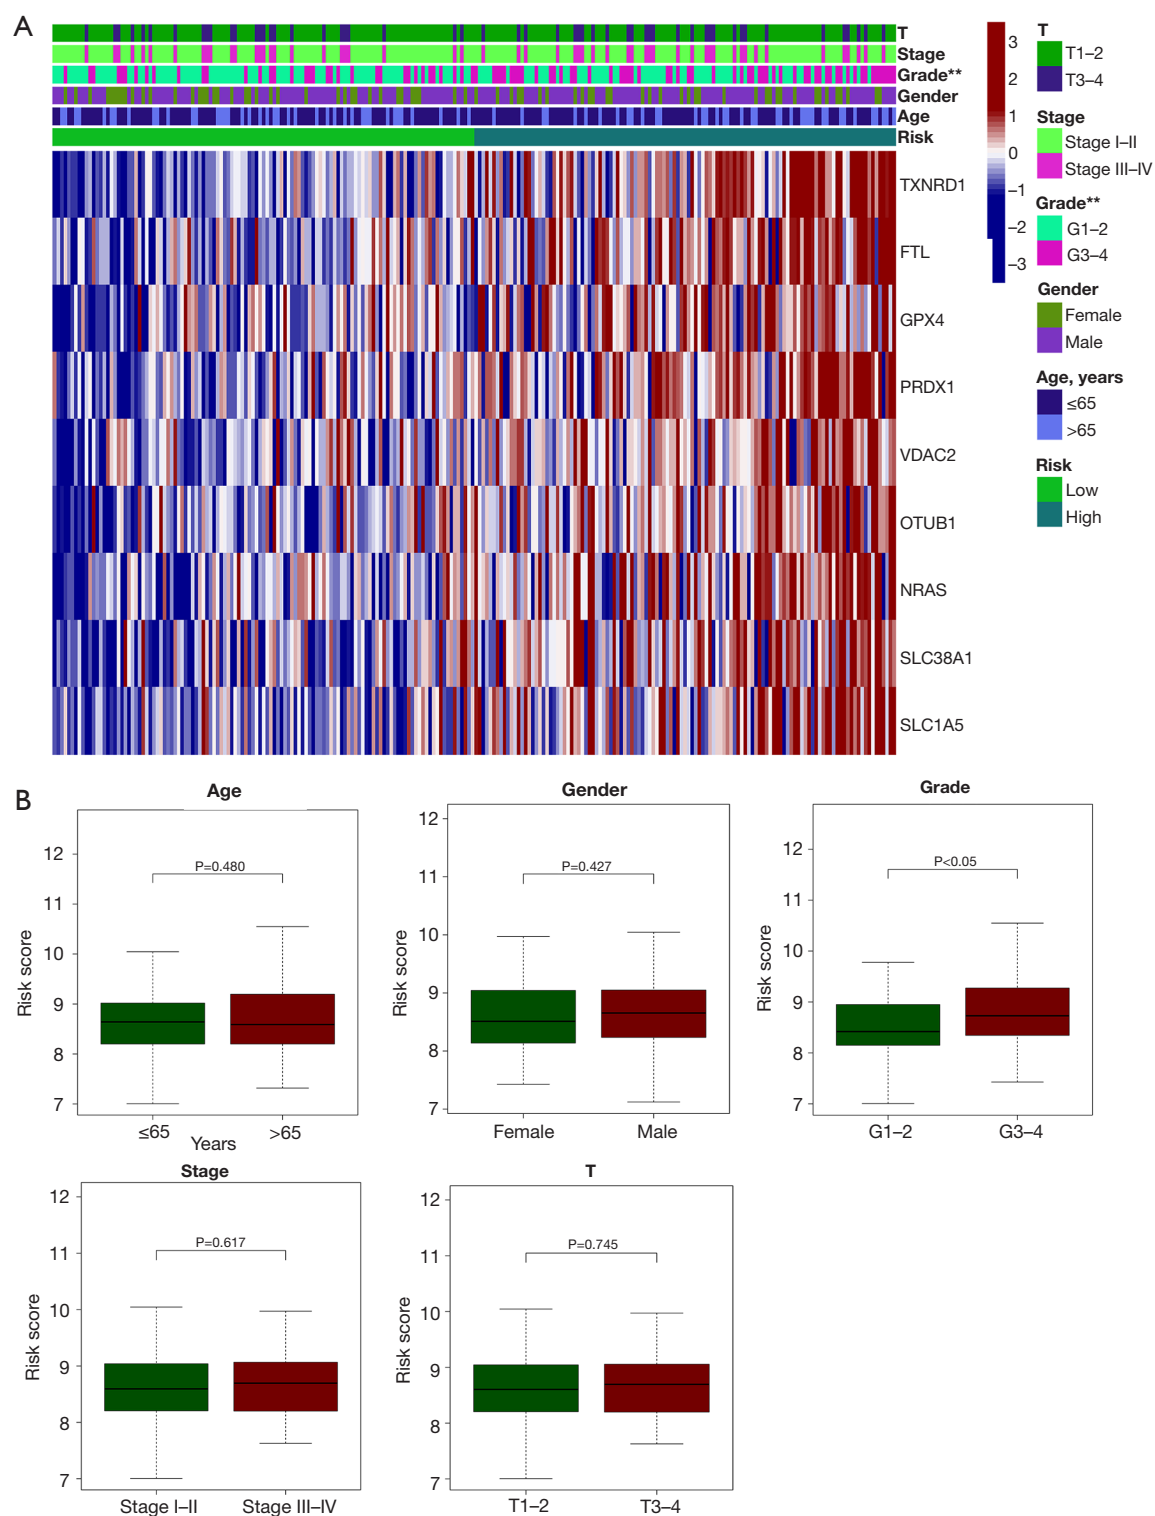 A
T
Stage
Grade**
Gender
Age
Risk
TXNRD1
FTL
GPX4
PRDX1
VDAC2
OTUB1
NRAS
SLC38A1
SLC1A5
3
2
1
0
−1
−2
−3
T
T1–2
T3–4
Stage
Stage I–II
Stage III–IV
Grade**
G1–2
G3–4
Gender
Female
Male
Age, years
≤65
>65
Risk
Low
High
B
Age
Risk score
12
11
10
9
8
7
P=0.480
≤65
>65
Years
Gender
Risk score
12
11
10
9
8
7
P=0.427
Female
Male
Grade
Risk score
12
11
10
9
8
7
P<0.05
G1–2
G3–4
Stage
Risk score
12
11
10
9
8
7
P=0.617
Stage I–II
Stage III–IV
T
Risk score
12
11
10
9
8
7
P=0.745
T1–2
T3–4